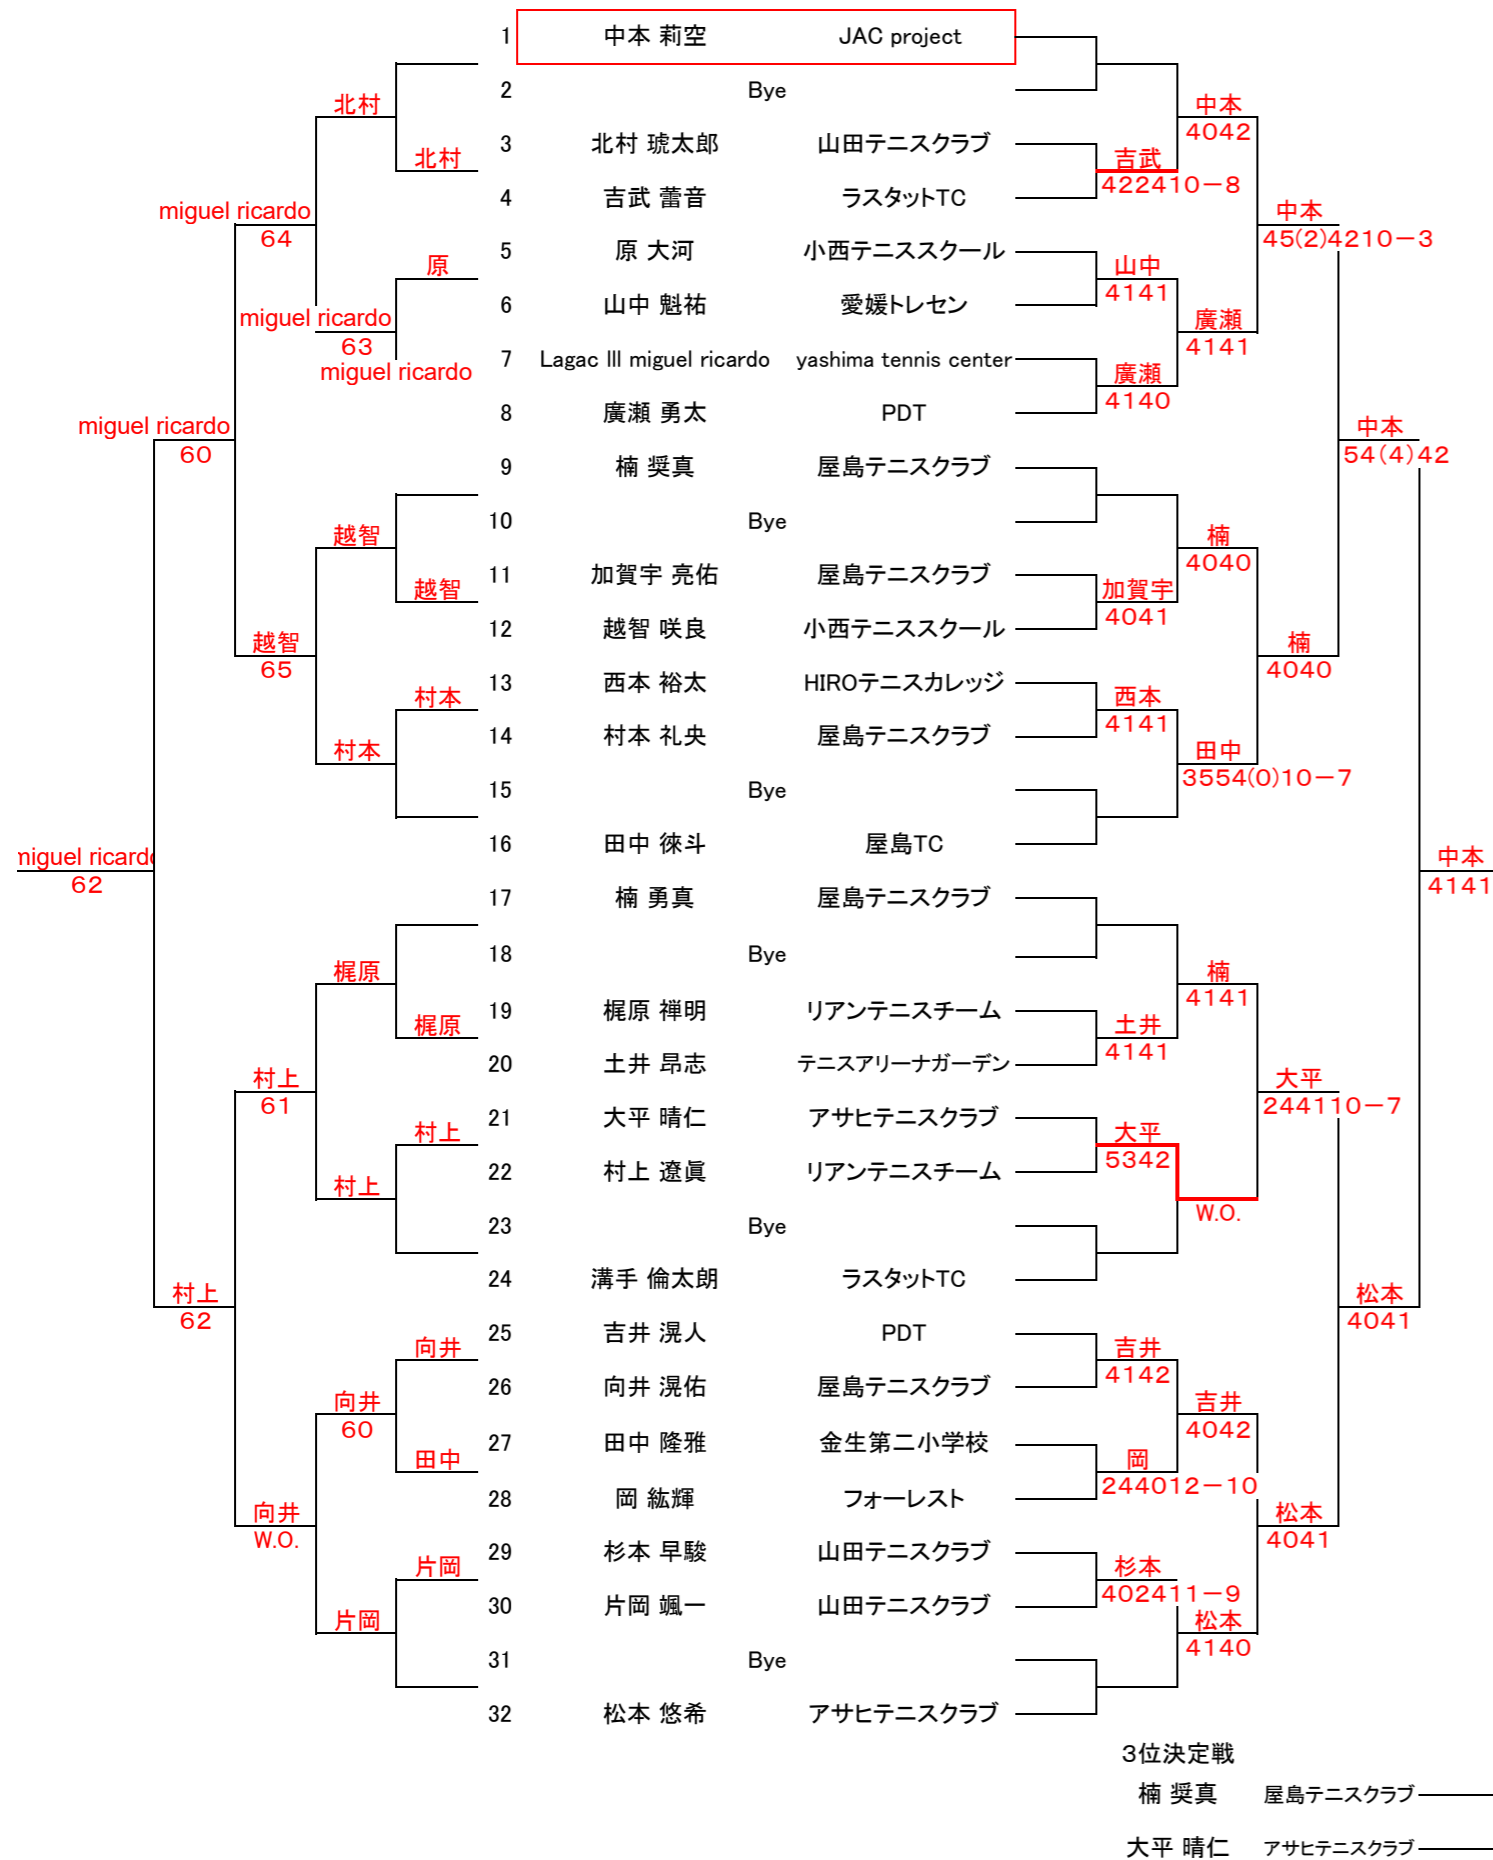 1 中本 莉空 JAC project
2 Bye
北村 中本
4042
3 北村 琥太郎 山田テニスクラブ
北村 吉武
422410-8
4 吉武 蕾音 ラスタットTC
miguel ricardo 中本
64 45(2)4210-3
5 原 大河 小西テニススクール
原 山中
4141
6 山中 魁祐 愛媛トレセン
miguel ricardo 廣瀬
63 4141
7 Lagac III miguel ricardo yashima tennis center
miguel ricardo 廣瀬
4140
8 廣瀬 勇太 PDT
miguel ricardo 中本
60 54(4)42
9 楠 奨真 屋島テニスクラブ
10 Bye
越智 楠
4040
11 加賀宇 亮佑 屋島テニスクラブ
越智 加賀宇
4041
12 越智 咲良 小西テニススクール
越智 楠
65 4040
13 西本 裕太 HIROテニスカレッジ
村本 西本
4141
14 村本 礼央 屋島テニスクラブ
村本 田中
3554(0)10-7
15 Bye
16 田中 徠斗 屋島TC
miguel ricardo 中本
62 4141
17 楠 勇真 屋島テニスクラブ
18 Bye
梶原 楠
4141
19 梶原 禅明 リアンテニスチーム
梶原 土井
4141
20 土井 昂志 テニスアリーナガーデン
村上 大平
61 244110-7
21 大平 晴仁 アサヒテニスクラブ
村上 大平
5342
22 村上 遼眞 リアンテニスチーム
村上
W.O.
23 Bye
24 溝手 倫太朗 ラスタットTC
村上 松本
62 4041
25 吉井 滉人 PDT
向井 吉井
4142
26 向井 滉佑 屋島テニスクラブ
向井 吉井
60 4042
27 田中 隆雅 金生第二小学校
田中 岡
244012-10
28 岡 紘輝 フォーレスト
向井 松本
W.O. 4041
29 杉本 早駿 山田テニスクラブ
片岡 杉本
402411-9
30 片岡 颯一 山田テニスクラブ
片岡 松本
4140
31 Bye
32 松本 悠希 アサヒテニスクラブ
3位決定戦
楠 奨真 屋島テニスクラブ
大平 晴仁 アサヒテニスクラブ